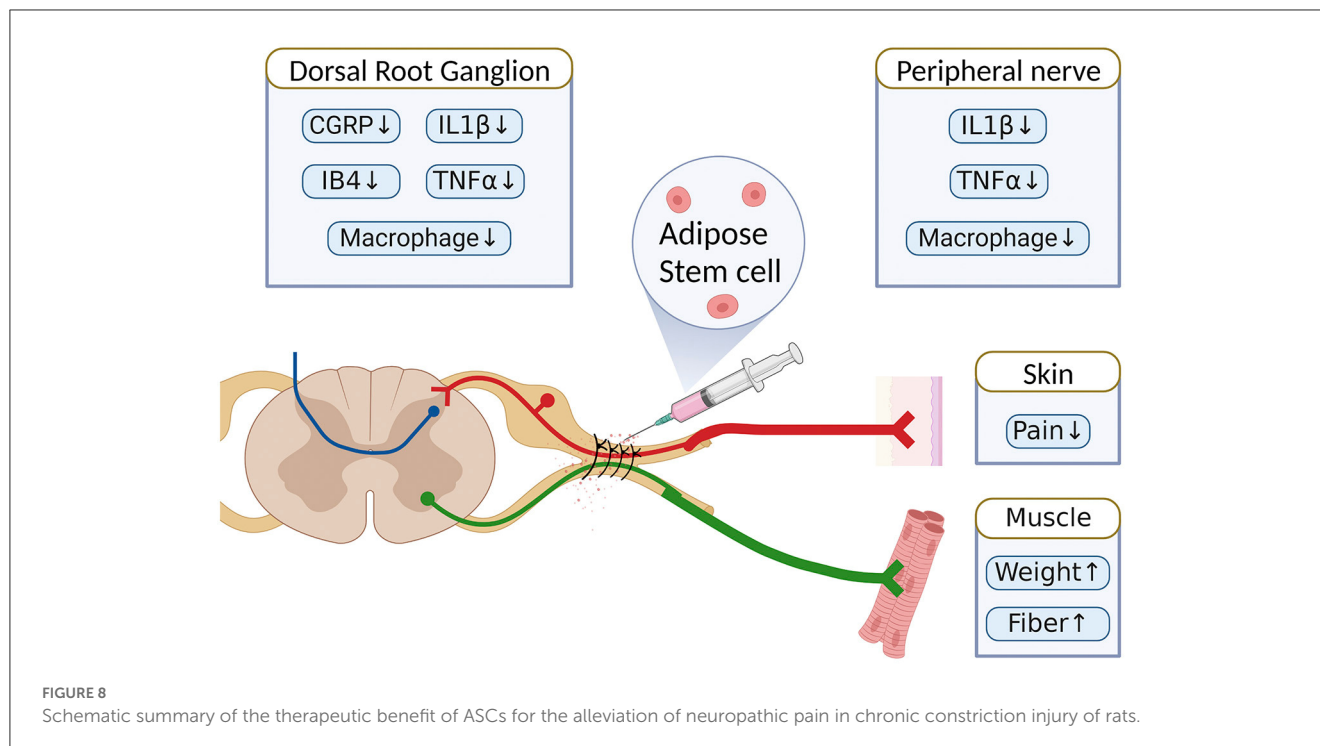 Dorsal Root Ganglion
CGRP↓ IL1β↓
IB4↓ TNFα↓
Macrophage↓
Peripheral nerve
IL1β↓
TNFα↓
Macrophage↓
Adipose
Stem cell
Skin
Pain↓
Muscle
Weight↑
Fiber↑
FIGURE 8
Schematic summary of the therapeutic benefit of ASCs for the alleviation of neuropathic pain in chronic constriction injury of rats.